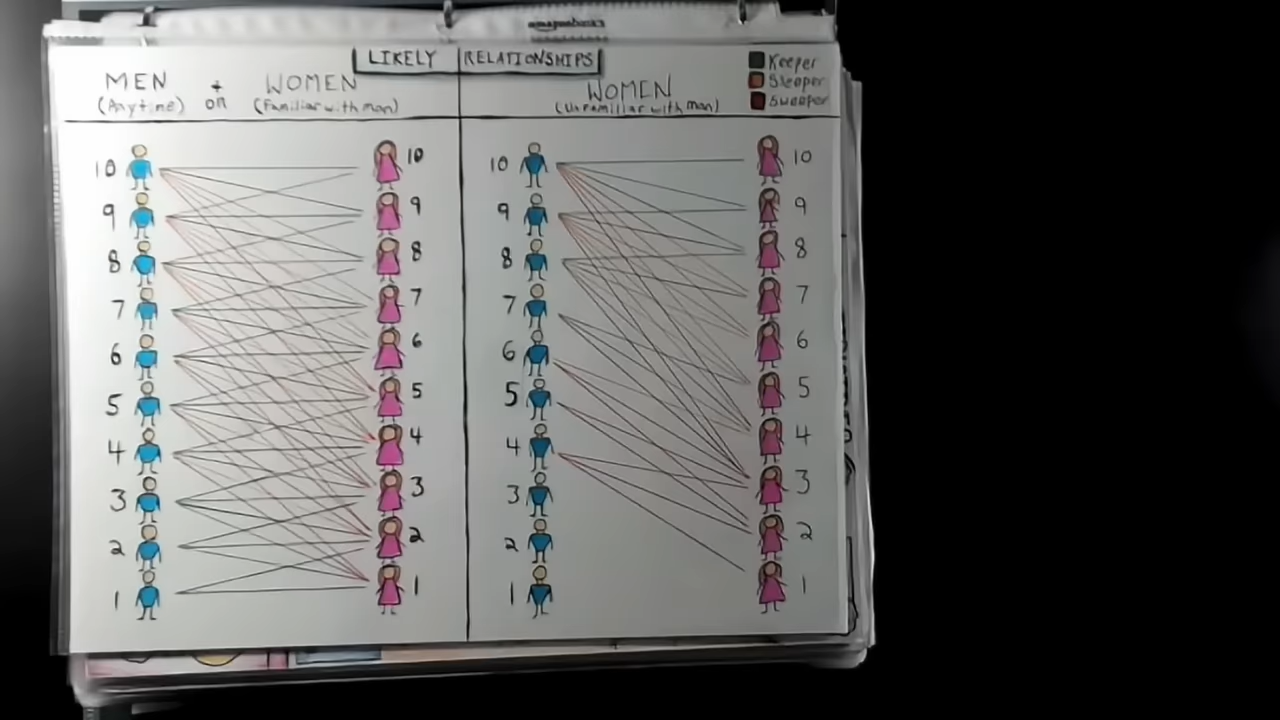 amazonbasics
LIKELY RELATIONSHIPS
MEN + WOMEN
(Anytime) on (Familiar with man)
WOMEN
(Unfamiliar with man)
Keeper
Sleeper
Sweeper
10 10
9 9
8 8
7 7
6 6
5 5
4 4
3 3
2 2
1 1
10 10
9 9
8 8
7 7
6 6
5 5
4 4
3 3
2 2
1 1